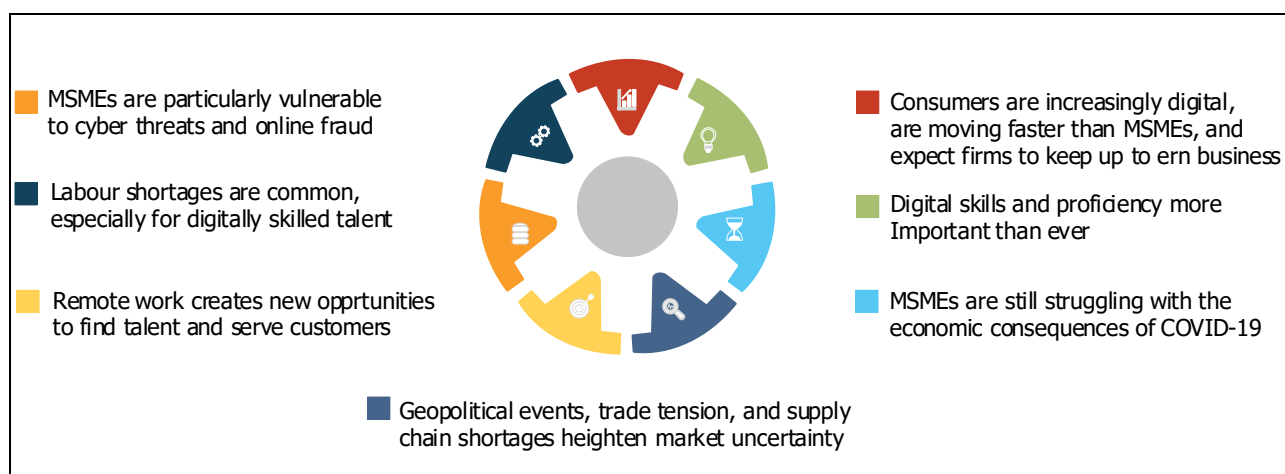 MSMEs are particularly vulnerable
to cyber threats and online fraud
Labour shortages are common,
especially for digitally skilled talent
Remote work creates new opprtunities
to find talent and serve customers
Consumers are increasingly digital,
are moving faster than MSMEs, and
expect firms to keep up to ern business
Digital skills and proficiency more
Important than ever
MSMEs are still struggling with the
economic consequences of COVID-19
Geopolitical events, trade tension, and supply
chain shortages heighten market uncertainty